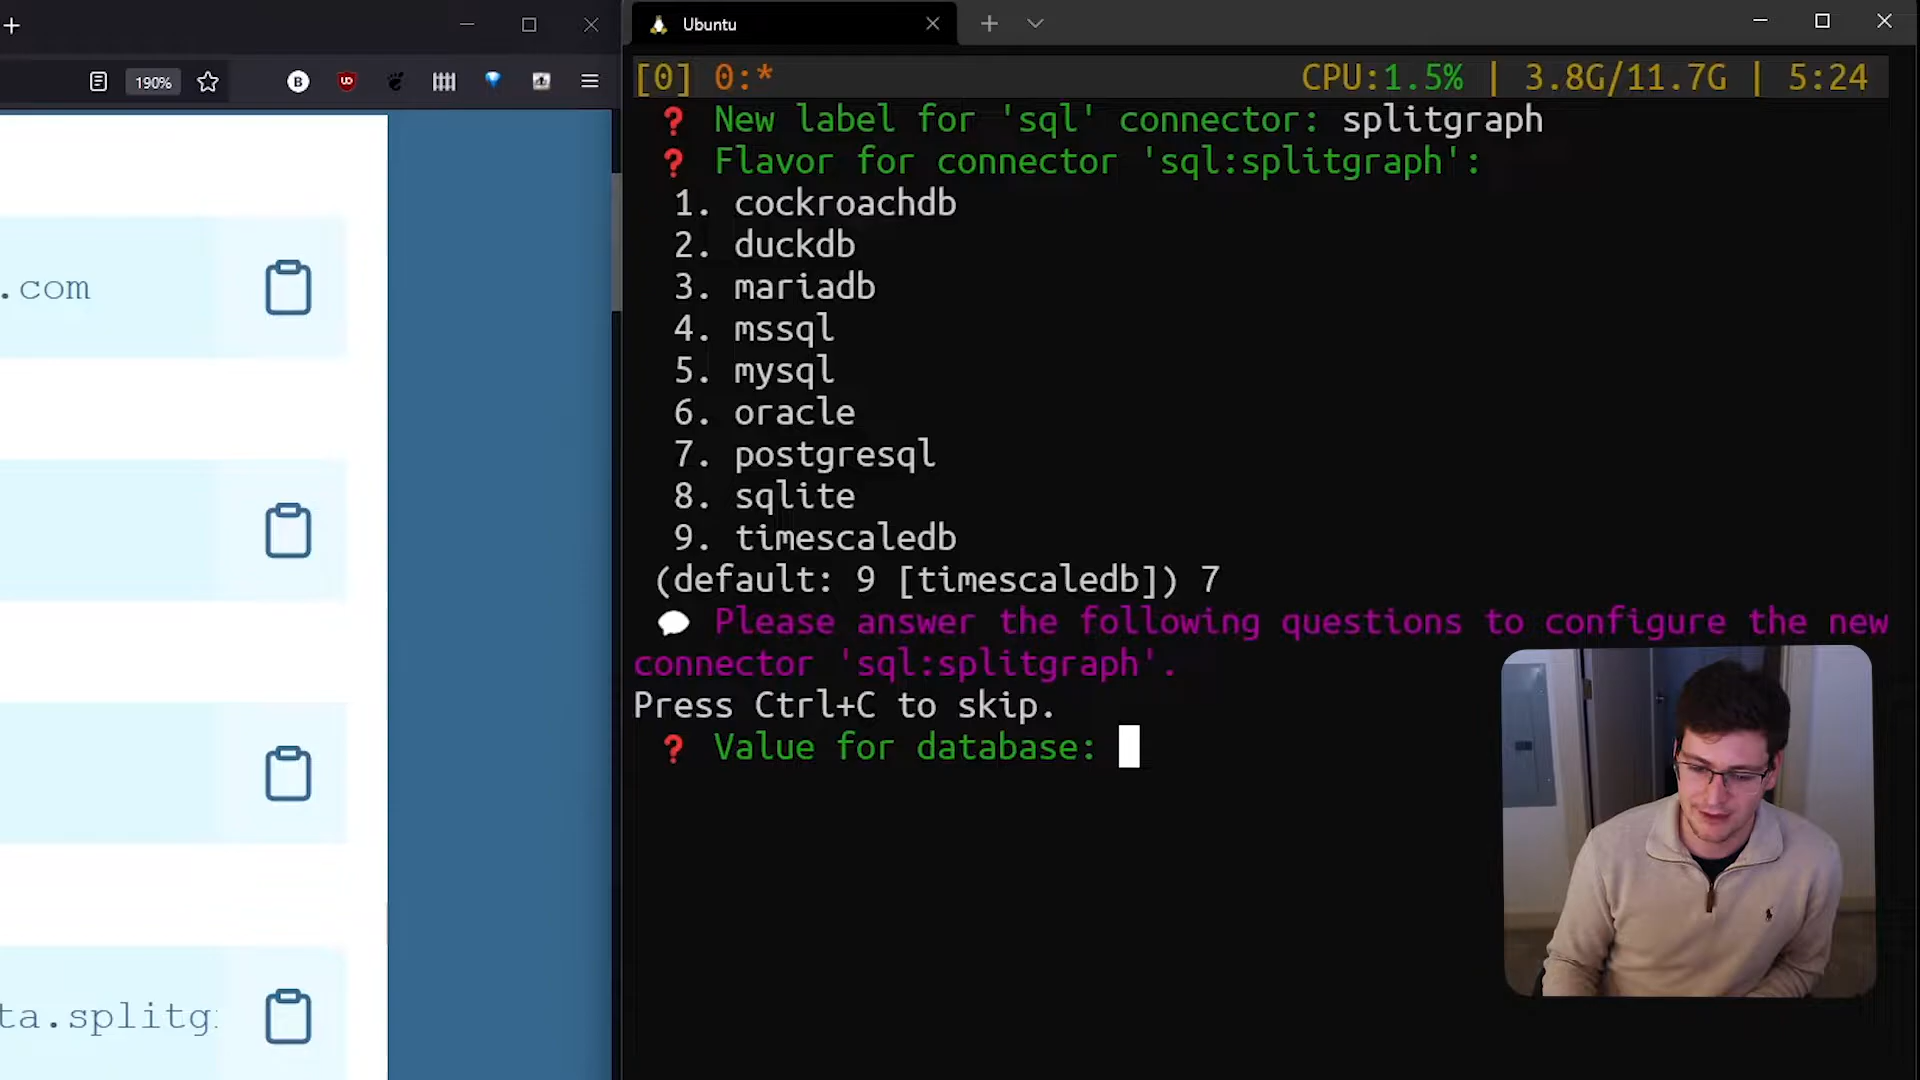 190%
.com
ta.splitg
Ubuntu
[0] 0:* CPU:1.5% | 3.8G/11.7G | 5:24
❓ New label for 'sql' connector: splitgraph
❓ Flavor for connector 'sql:splitgraph':
1. cockroachdb
2. duckdb
3. mariadb
4. mssql
5. mysql
6. oracle
7. postgresql
8. sqlite
9. timescaledb
(default: 9 [timescaledb]) 7
💬 Please answer the following questions to configure the new
connector 'sql:splitgraph'.
Press Ctrl+C to skip.
❓ Value for database: